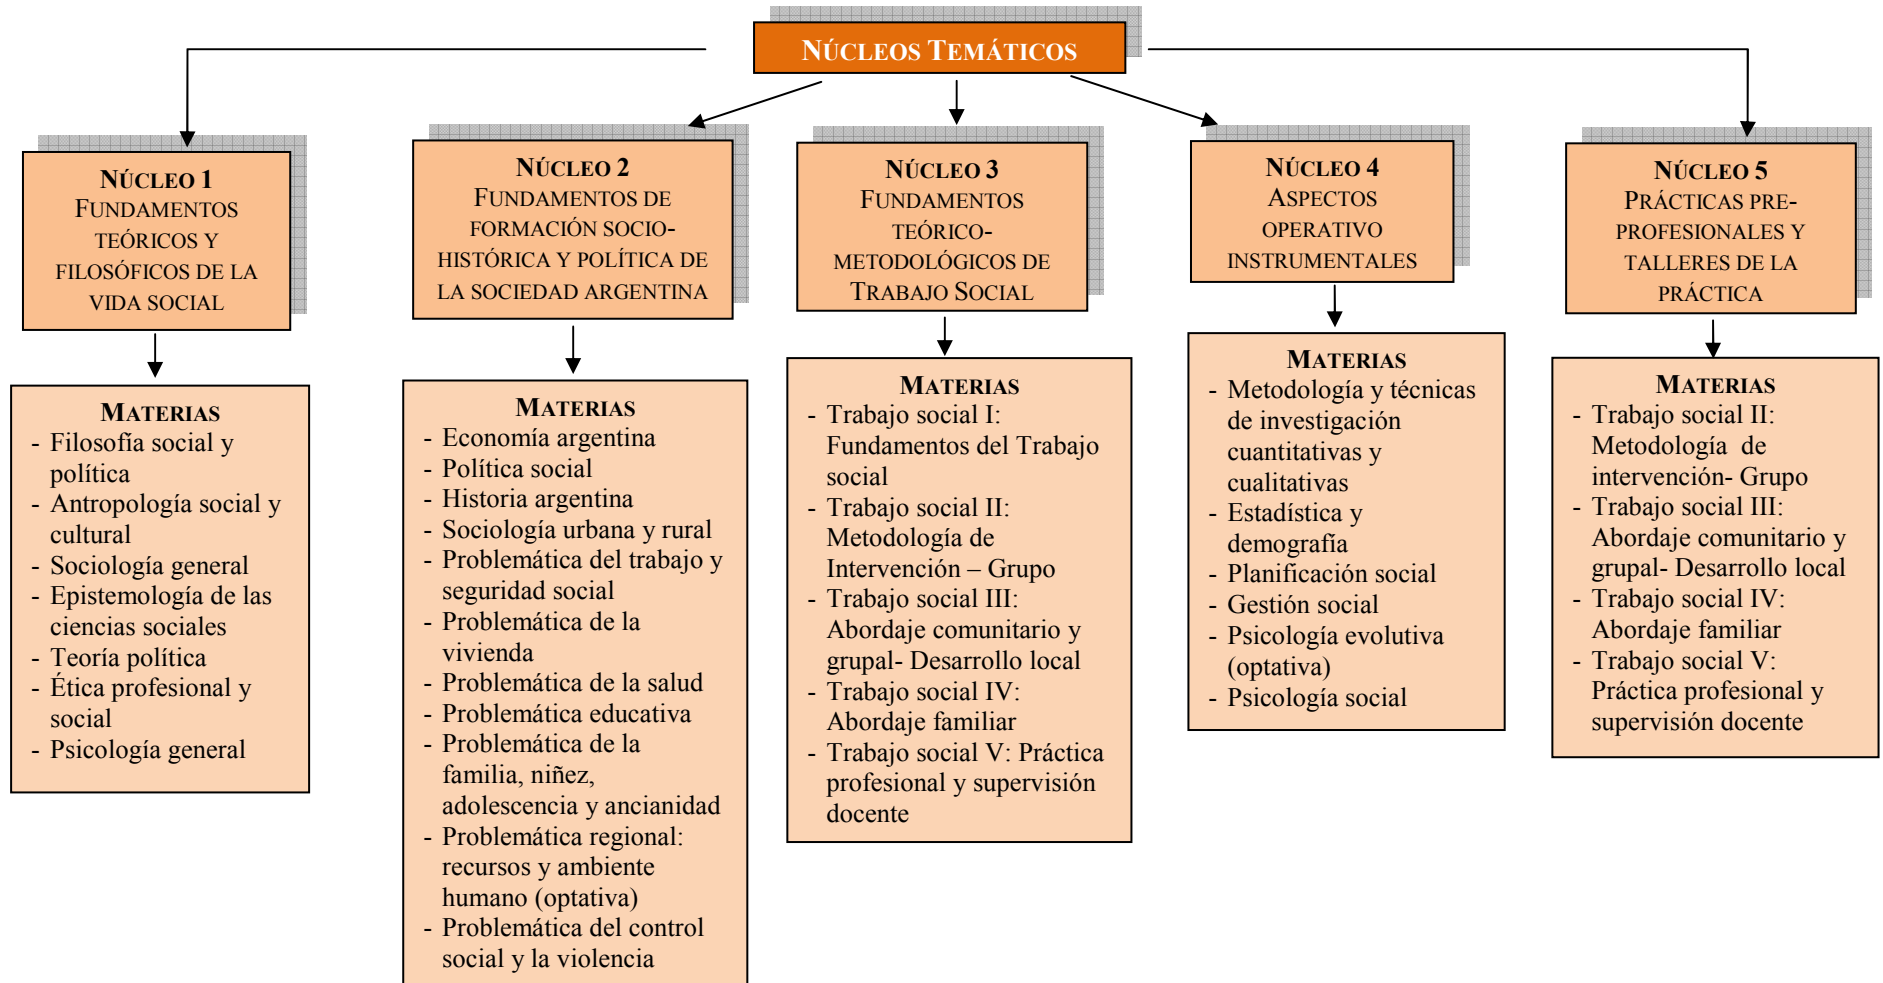 NÚCLEOS TEMÁTICOS
NÚCLEO 1
FUNDAMENTOS
TEÓRICOS Y
FILOSÓFICOS DE LA
VIDA SOCIAL
MATERIAS
- Filosofía social y
política
- Antropología social y
cultural
- Sociología general
- Epistemología de las
ciencias sociales
- Teoría política
- Ética profesional y
social
- Psicología general
NÚCLEO 2
FUNDAMENTOS DE
FORMACIÓN SOCIO-
HISTÓRICA Y POLÍTICA DE
LA SOCIEDAD ARGENTINA
MATERIAS
- Economía argentina
- Política social
- Historia argentina
- Sociología urbana y rural
- Problemática del trabajo y
seguridad social
- Problemática de la
vivienda
- Problemática de la salud
- Problemática educativa
- Problemática de la
familia, niñez,
adolescencia y ancianidad
- Problemática regional:
recursos y ambiente
humano (optativa)
- Problemática del control
social y la violencia
NÚCLEO 3
FUNDAMENTOS
TEÓRICO-
METODOLÓGICOS DE
TRABAJO SOCIAL
MATERIAS
- Trabajo social I:
Fundamentos del Trabajo
social
- Trabajo social II:
Metodología de
Intervención – Grupo
- Trabajo social III:
Abordaje comunitario y
grupal- Desarrollo local
- Trabajo social IV:
Abordaje familiar
- Trabajo social V: Práctica
profesional y supervisión
docente
NÚCLEO 4
ASPECTOS
OPERATIVO
INSTRUMENTALES
MATERIAS
- Metodología y técnicas
de investigación
cuantitativas y
cualitativas
- Estadística y
demografía
- Planificación social
- Gestión social
- Psicología evolutiva
(optativa)
- Psicología social
NÚCLEO 5
PRÁCTICAS PRE-
PROFESIONALES Y
TALLERES DE LA
PRÁCTICA
MATERIAS
- Trabajo social II:
Metodología de
intervención- Grupo
- Trabajo social III:
Abordaje comunitario y
grupal- Desarrollo local
- Trabajo social IV:
Abordaje familiar
- Trabajo social V:
Práctica profesional y
supervisión docente